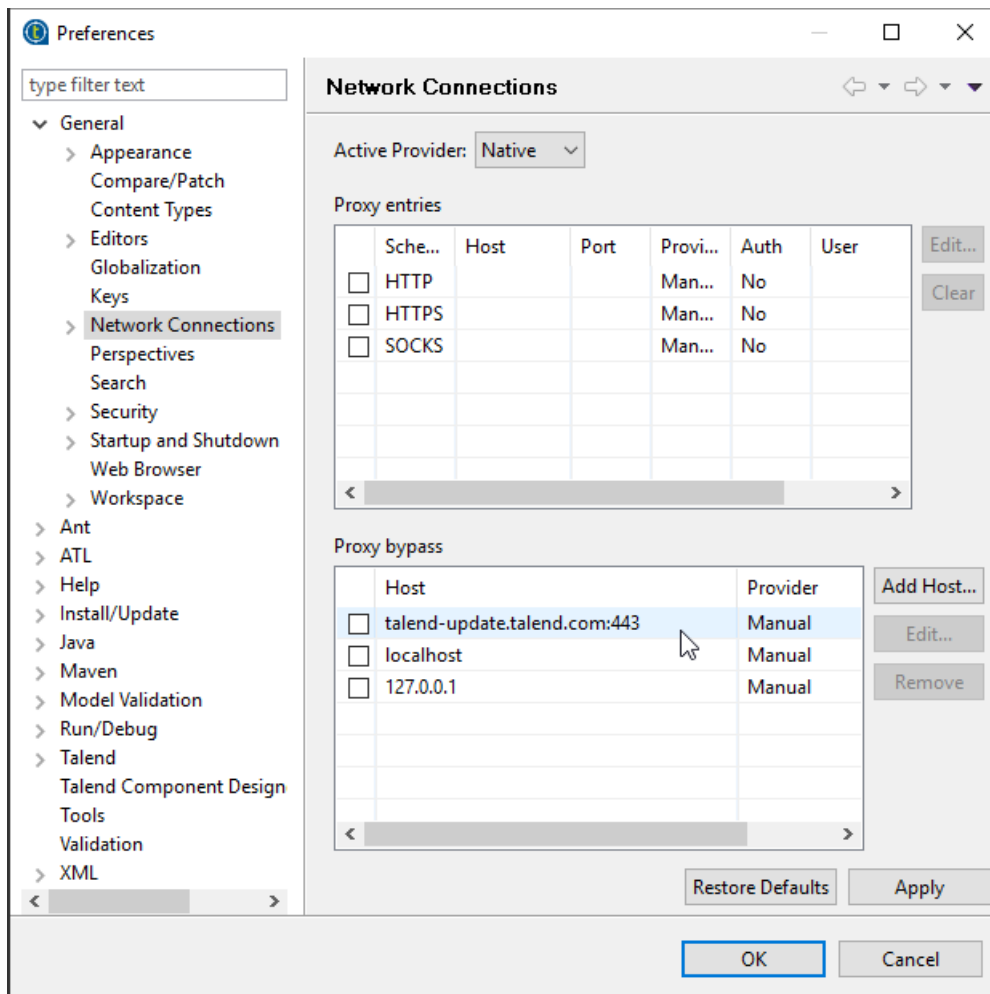 Preferences
type filter text
General
Appearance
Compare/Patch
Content Types
Editors
Globalization
Keys
Network Connections
Perspectives
Search
Security
Startup and Shutdown
Web Browser
Workspace
Ant
ATL
Help
Install/Update
Java
Maven
Model Validation
Run/Debug
Talend
Talend Component Design
Tools
Validation
XML
Network Connections
Active Provider: Native
Proxy entries
Sche... Host Port Provi... Auth User
HTTP Man... No
HTTPS Man... No
SOCKS Man... No
Edit...
Clear
Proxy bypass
Host Provider
talend-update.talend.com:443 Manual
localhost Manual
127.0.0.1 Manual
Add Host...
Edit...
Remove
Restore Defaults Apply
OK Cancel